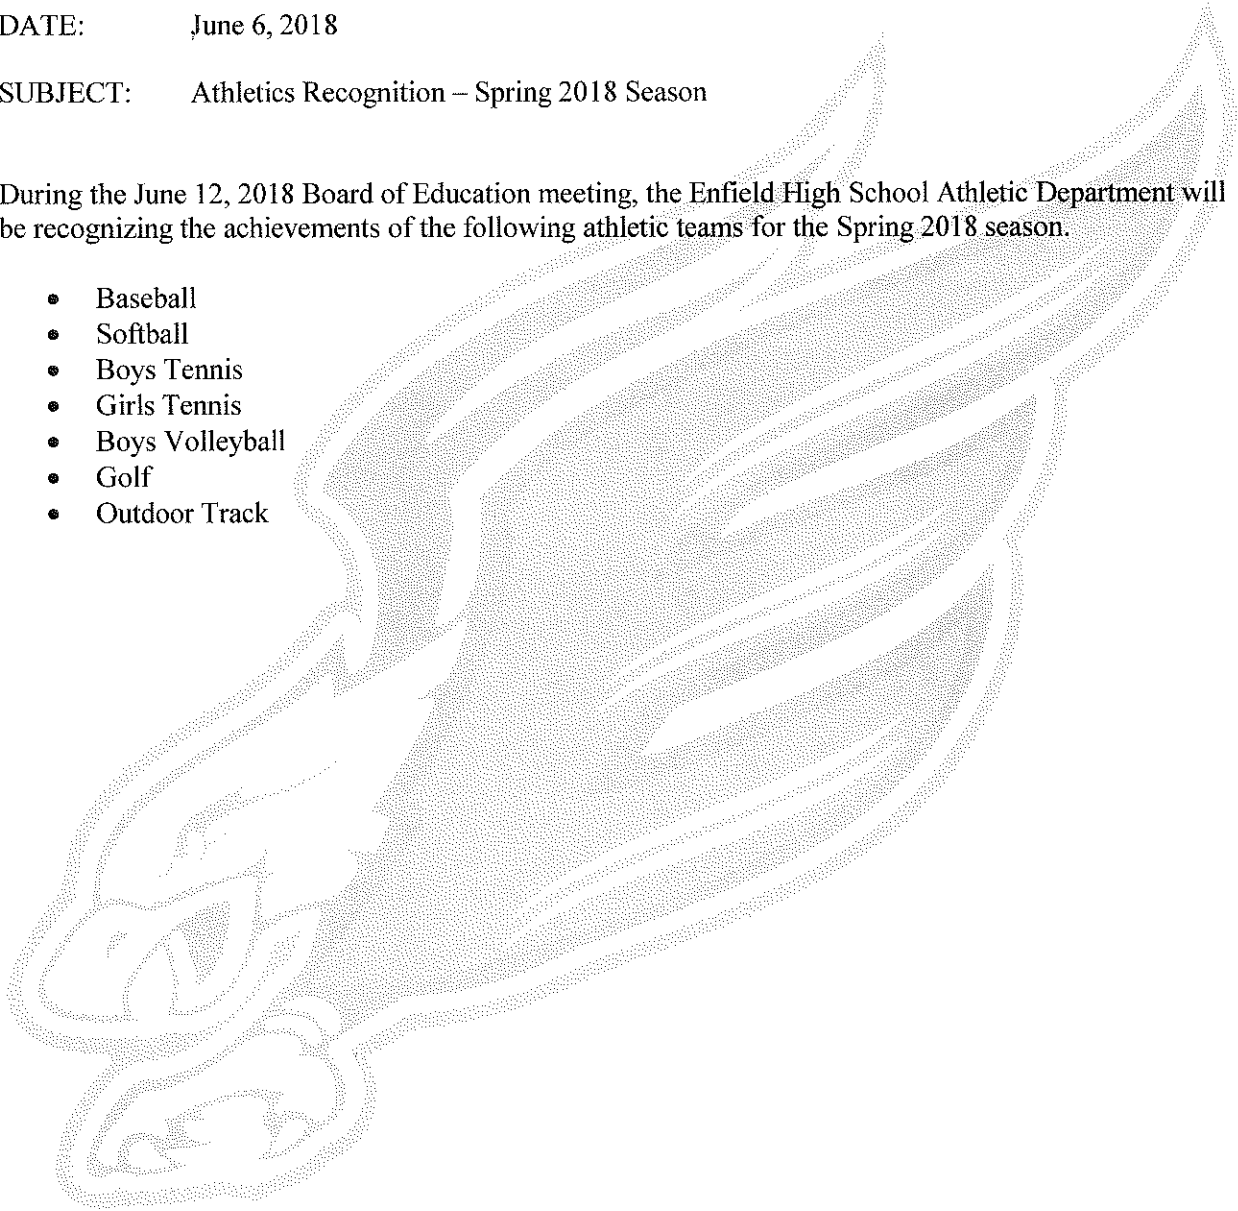 DATE: June 6, 2018
SUBJECT: Athletics Recognition – Spring 2018 Season
During the June 12, 2018 Board of Education meeting, the Enfield High School Athletic Department will
be recognizing the achievements of the following athletic teams for the Spring 2018 season.
• Baseball
• Softball
• Boys Tennis
• Girls Tennis
• Boys Volleyball
• Golf
• Outdoor Track